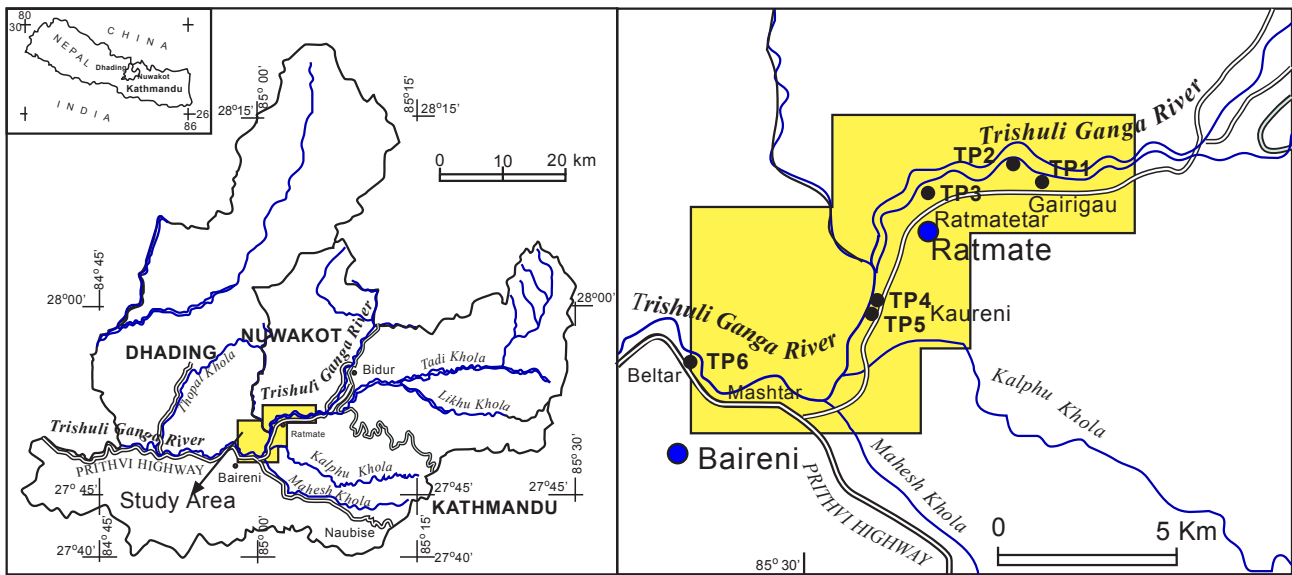 80
30
CHINA
NEPAL
Dhading
Nuwakot
Kathmandu
INDIA
26
86
28°15'
85°00'
85°15'
28°15'
0 10 20 km
84°45'
28°00'
28°00'
NUWAKOT
DHADING
Thopal Khola
Trishuli Ganga River
Bidur
Tadi Khola
Likhu Khola
Trishuli Ganga River
Ratmate
PRITHVI HIGHWAY
Baireni
Kalphu Khola
Mahesh Khola
85°30'
27°45'
27°45'
27°45'
Study Area
KATHMANDU
Naubise
84°45'
85°00'
85°15'
27°40'
27°40'
Trishuli Ganga River
TP2
TP1
TP3
Gairigau
Ratmatetar
Ratmate
TP4
Kaureni
TP5
Trishuli Ganga River
TP6
Beltar
Mashtar
Kalphu Khola
Baireni
Mahesh Khola
PRITHVI HIGHWAY
0 5 Km
85°30'